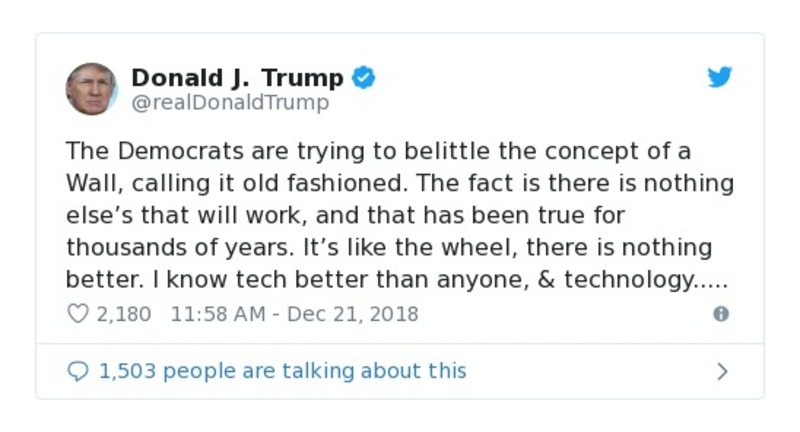 Donald J. Trump
@realDonaldTrump
The Democrats are trying to belittle the concept of a
Wall, calling it old fashioned. The fact is there is nothing
else’s that will work, and that has been true for
thousands of years. It’s like the wheel, there is nothing
better. I know tech better than anyone, & technology.....
2,180 11:58 AM - Dec 21, 2018
1,503 people are talking about this